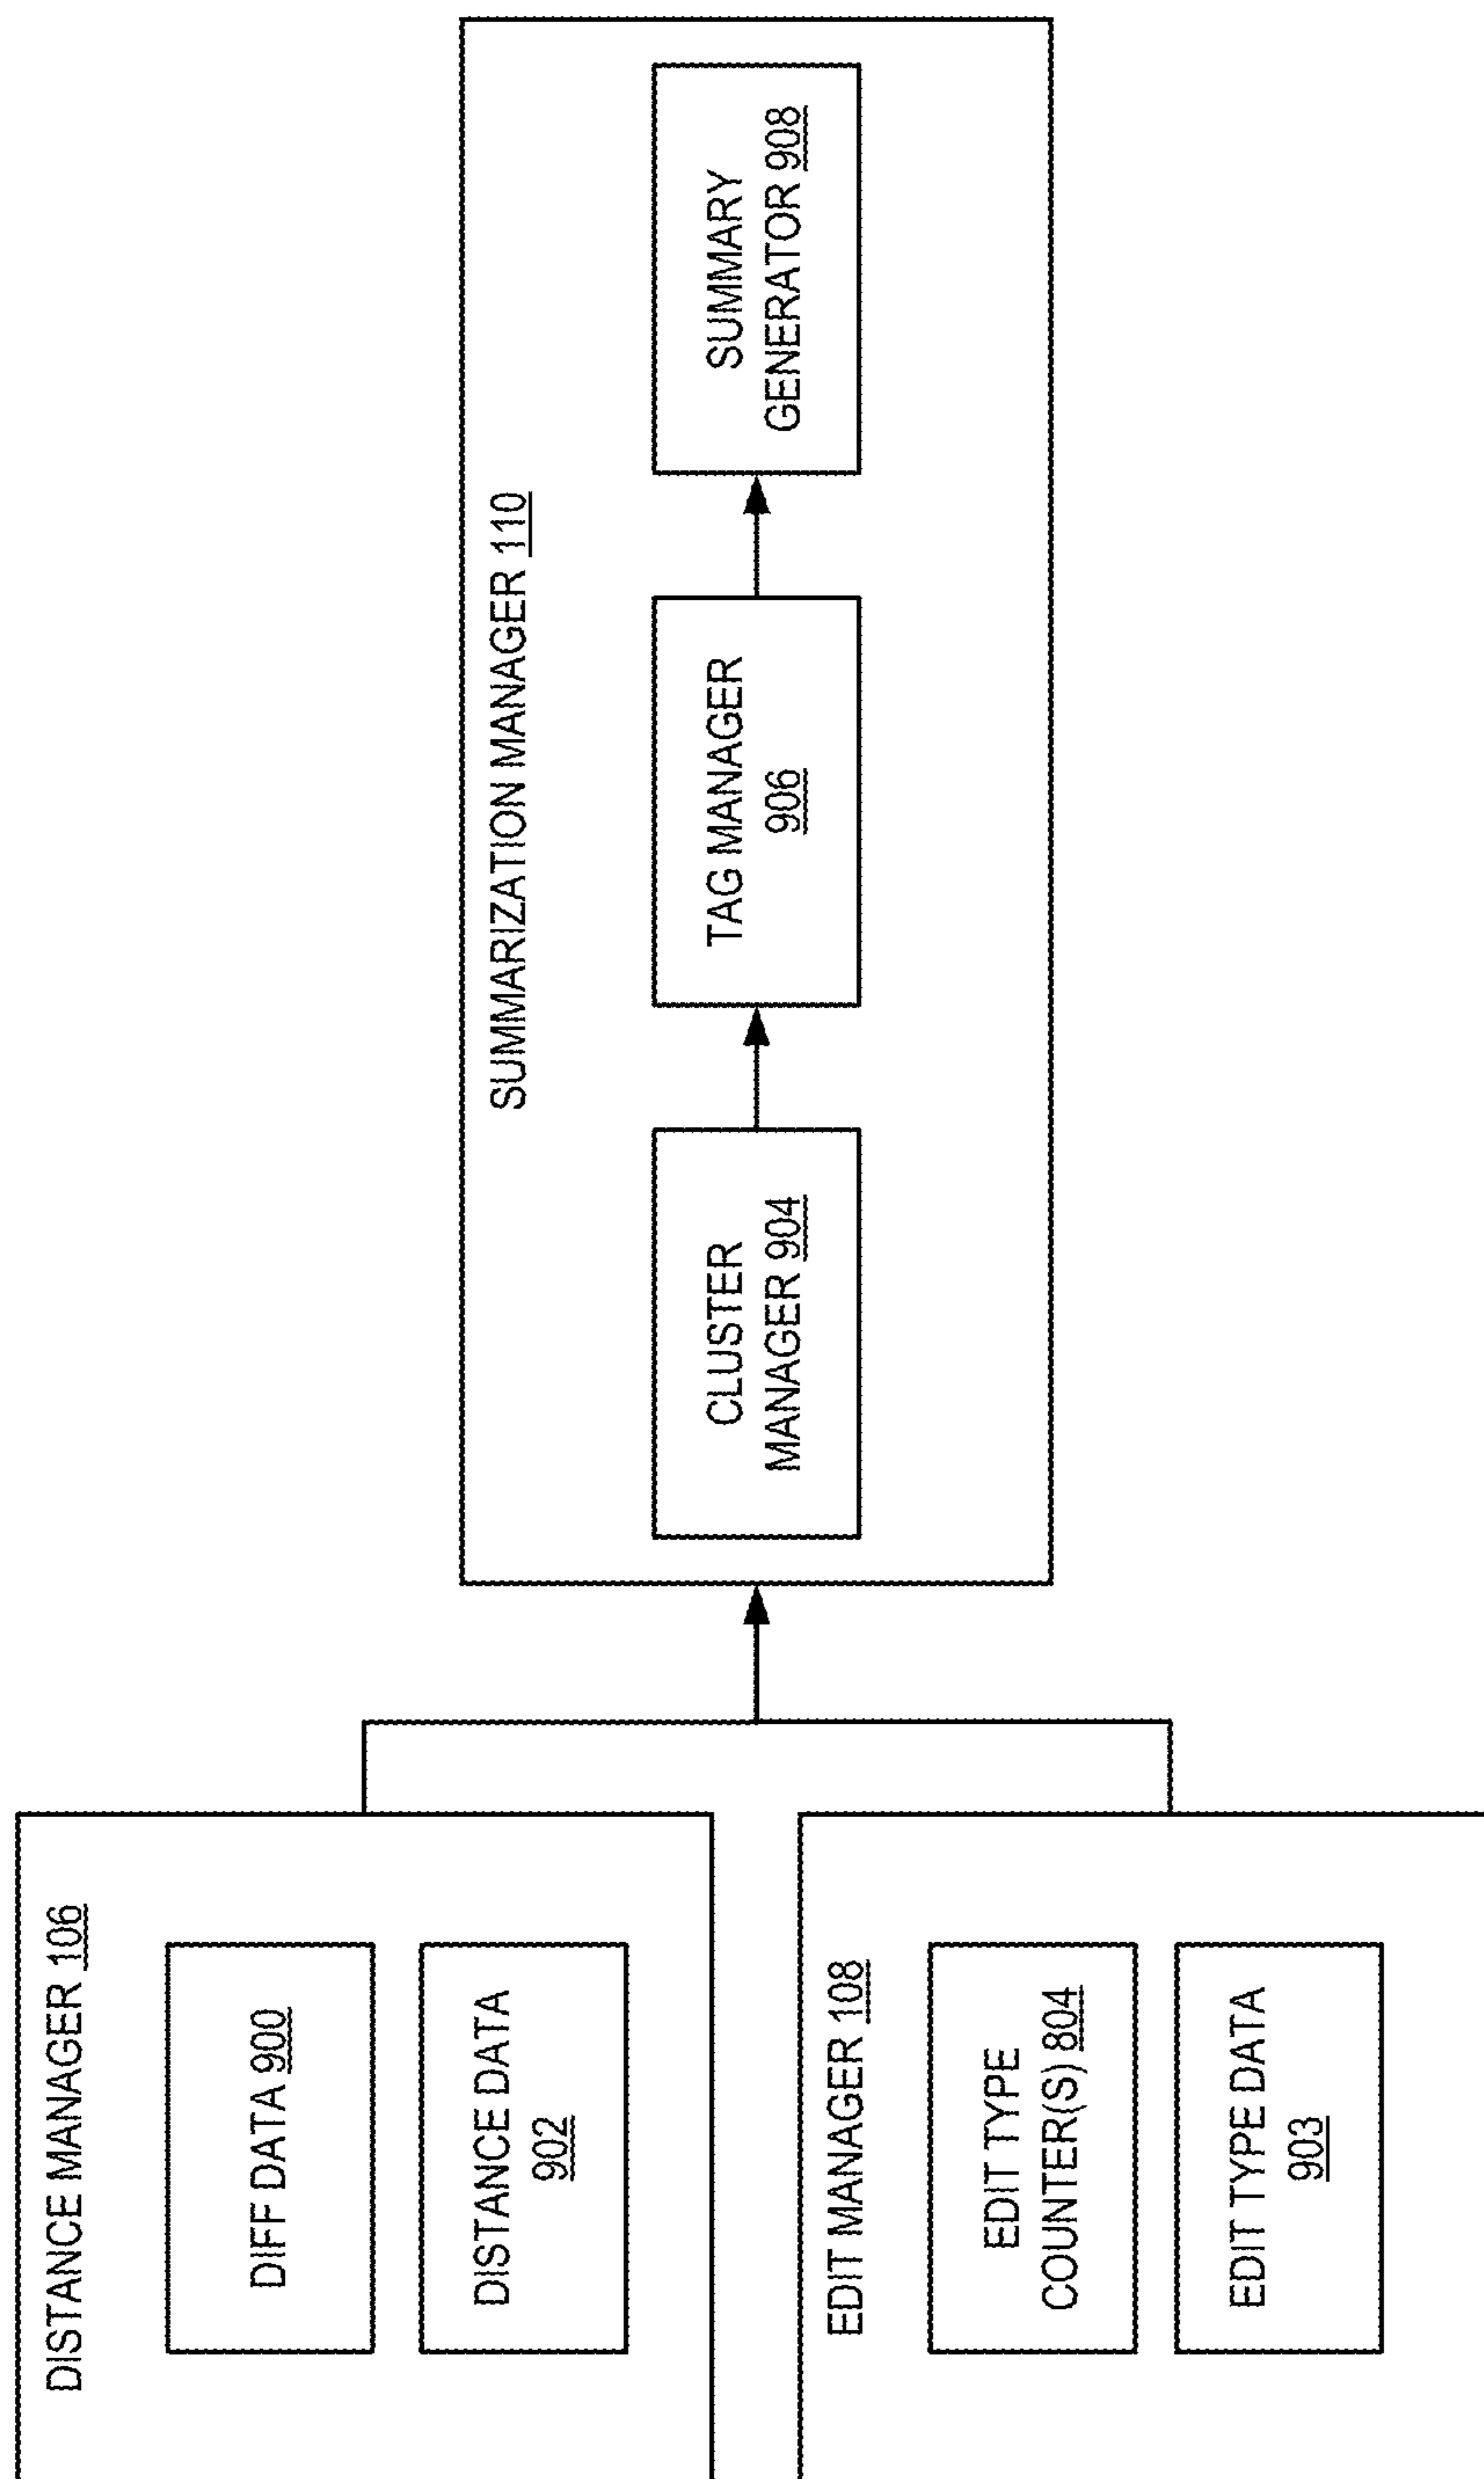 DISTANCE MANAGER 106
DIFF DATA 900
DISTANCE DATA
902
EDIT MANAGER 108
EDIT TYPE
COUNTER(S) 804
EDIT TYPE DATA
903
SUMMARIZATION MANAGER 110
CLUSTER
MANAGER 904
TAG MANAGER
906
SUMMARY
GENERATOR 908